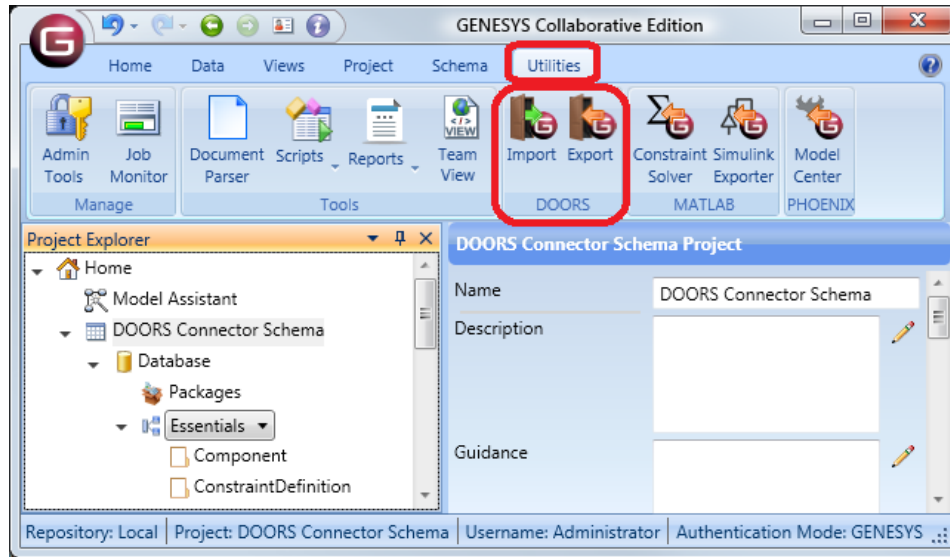 GENESYS Collaborative Edition
Home Data Views Project Schema Utilities
Admin Tools
Job Monitor
Document Parser
Scripts
Reports
</> VIEW
Team View
Import
Export
Constraint Solver
Simulink Exporter
Model Center
Manage Tools DOORS MATLAB PHOENIX
Project Explorer
Home
Model Assistant
DOORS Connector Schema
Database
Packages
Essentials
Component
ConstraintDefinition
DOORS Connector Schema Project
Name DOORS Connector Schema
Description
Guidance
Repository: Local Project: DOORS Connector Schema Username: Administrator Authentication Mode: GENESYS